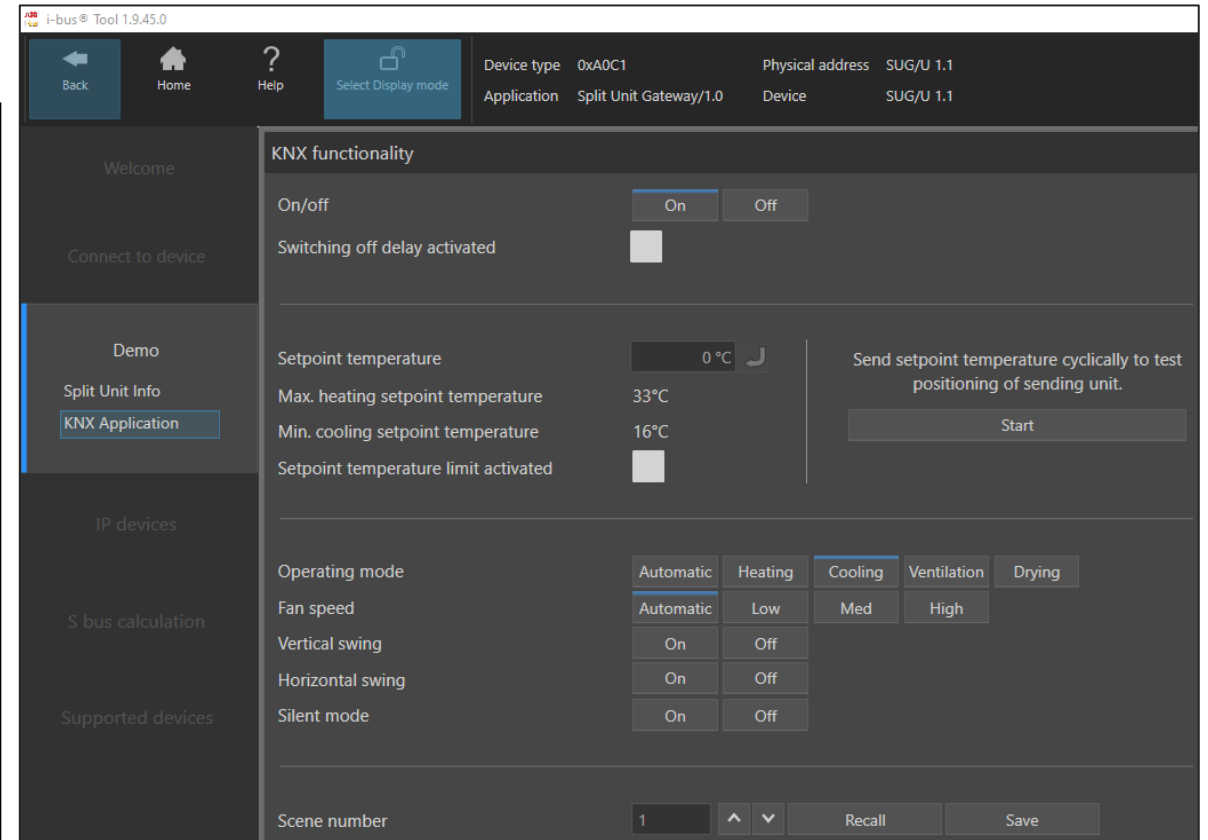 i-bus® Tool 1.9.45.0
Back
Home
Help
Select Display mode
Device type 0xA0C1
Physical address SUG/U 1.1
Application Split Unit Gateway/1.0
Device SUG/U 1.1
Welcome
Connect to device
Demo
Split Unit Info
KNX Application
IP devices
S bus calculation
Supported devices
KNX functionality
On/off On Off
Switching off delay activated
Setpoint temperature 0 °C
Max. heating setpoint temperature 33°C
Min. cooling setpoint temperature 16°C
Setpoint temperature limit activated
Send setpoint temperature cyclically to test
positioning of sending unit.
Start
Operating mode Automatic Heating Cooling Ventilation Drying
Fan speed Automatic Low Med High
Vertical swing On Off
Horizontal swing On Off
Silent mode On Off
Scene number 1 Recall Save